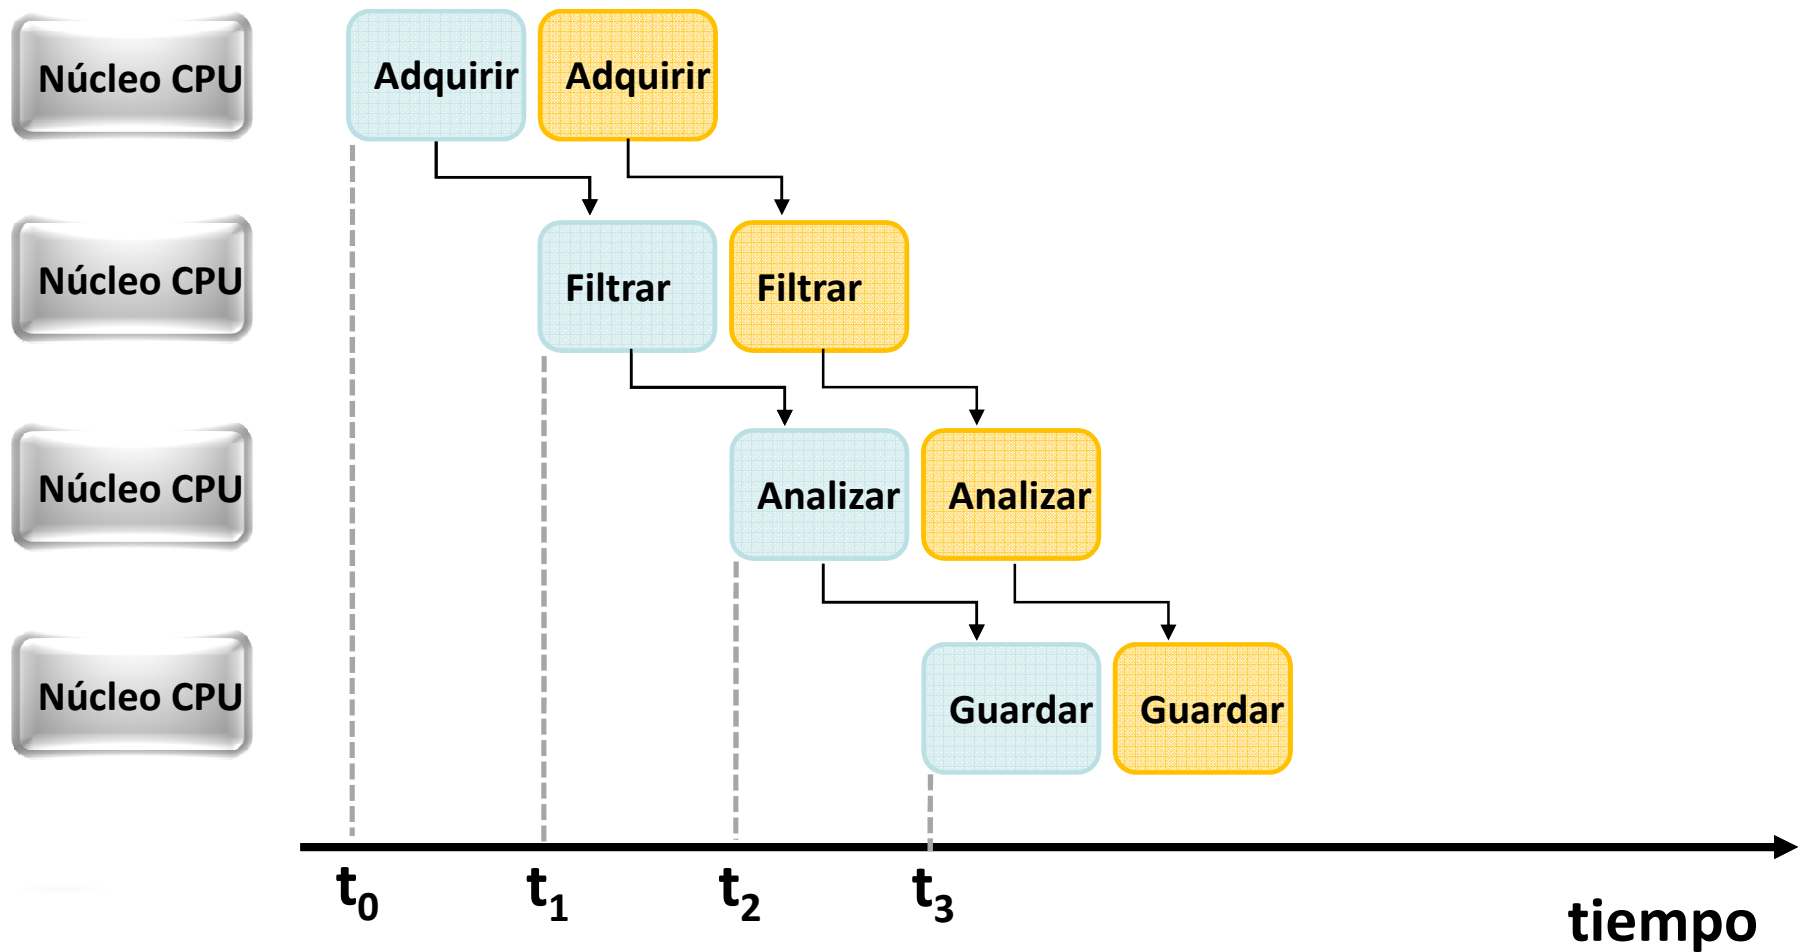 Núcleo CPU Adquirir Adquirir
Núcleo CPU Filtrar Filtrar
Núcleo CPU Analizar Analizar
Núcleo CPU Guardar Guardar
t0 t1 t2 t3
tiempo